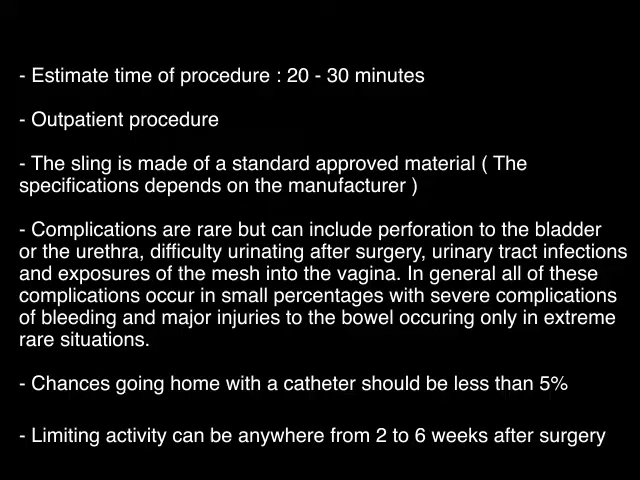 - Estimate time of procedure : 20 - 30 minutes
- Outpatient procedure
- The sling is made of a standard approved material ( The
specifications depends on the manufacturer )
- Complications are rare but can include perforation to the bladder
or the urethra, difficulty urinating after surgery, urinary tract infections
and exposures of the mesh into the vagina. In general all of these
complications occur in small percentages with severe complications
of bleeding and major injuries to the bowel occuring only in extreme
rare situations.
- Chances going home with a catheter should be less than 5%
- Limiting activity can be anywhere from 2 to 6 weeks after surgery